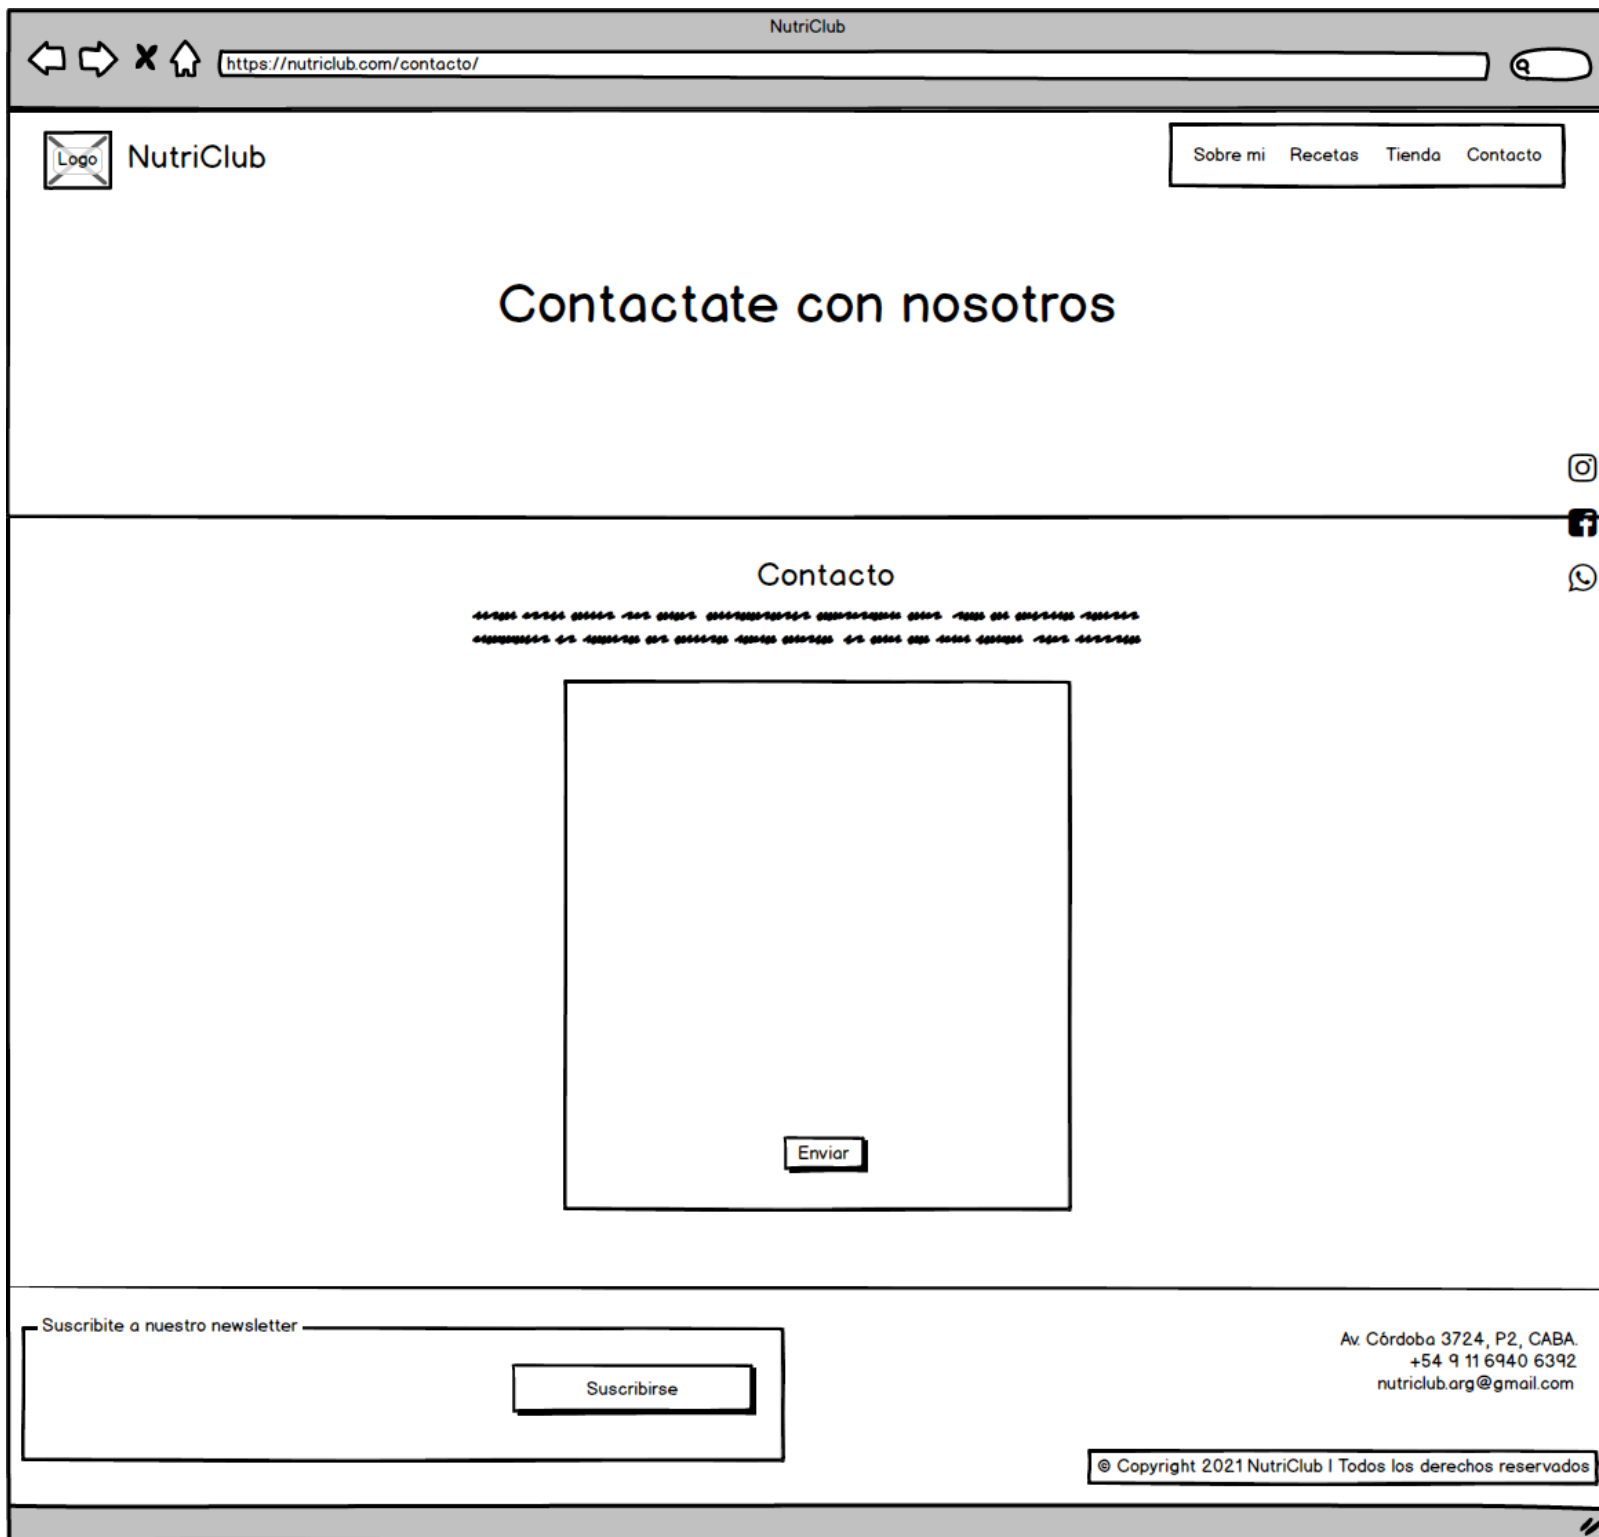 NutriClub
https://nutriclub.com/contacto/
Logo
NutriClub
Sobre mi Recetas Tienda Contacto
Contactate con nosotros
Contacto
Enviar
Suscribite a nuestro newsletter
Suscribirse
Av. Córdoba 3724, P2, CABA.
+54 9 11 6940 6392
nutriclub.arg@gmail.com
© Copyright 2021 NutriClub | Todos los derechos reservados